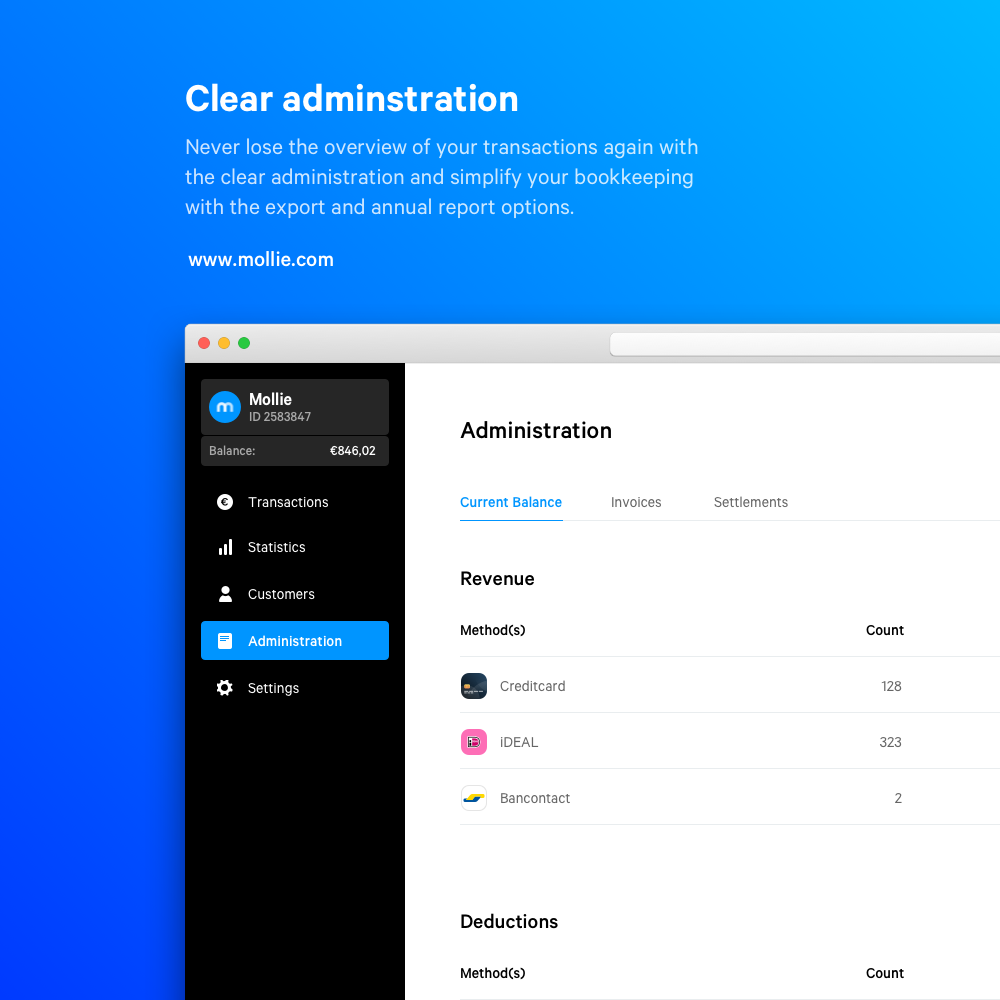 Clear adminstration
Never lose the overview of your transactions again with
the clear administration and simplify your bookkeeping
with the export and annual report options.
www.mollie.com
m
Mollie
ID 2583847
Balance: €846,02
Transactions
Statistics
Customers
Administration
Settings
Administration
Current Balance Invoices Settlements
Revenue
Method(s) Count
Creditcard 128
iDEAL 323
Bancontact 2
Deductions
Method(s) Count